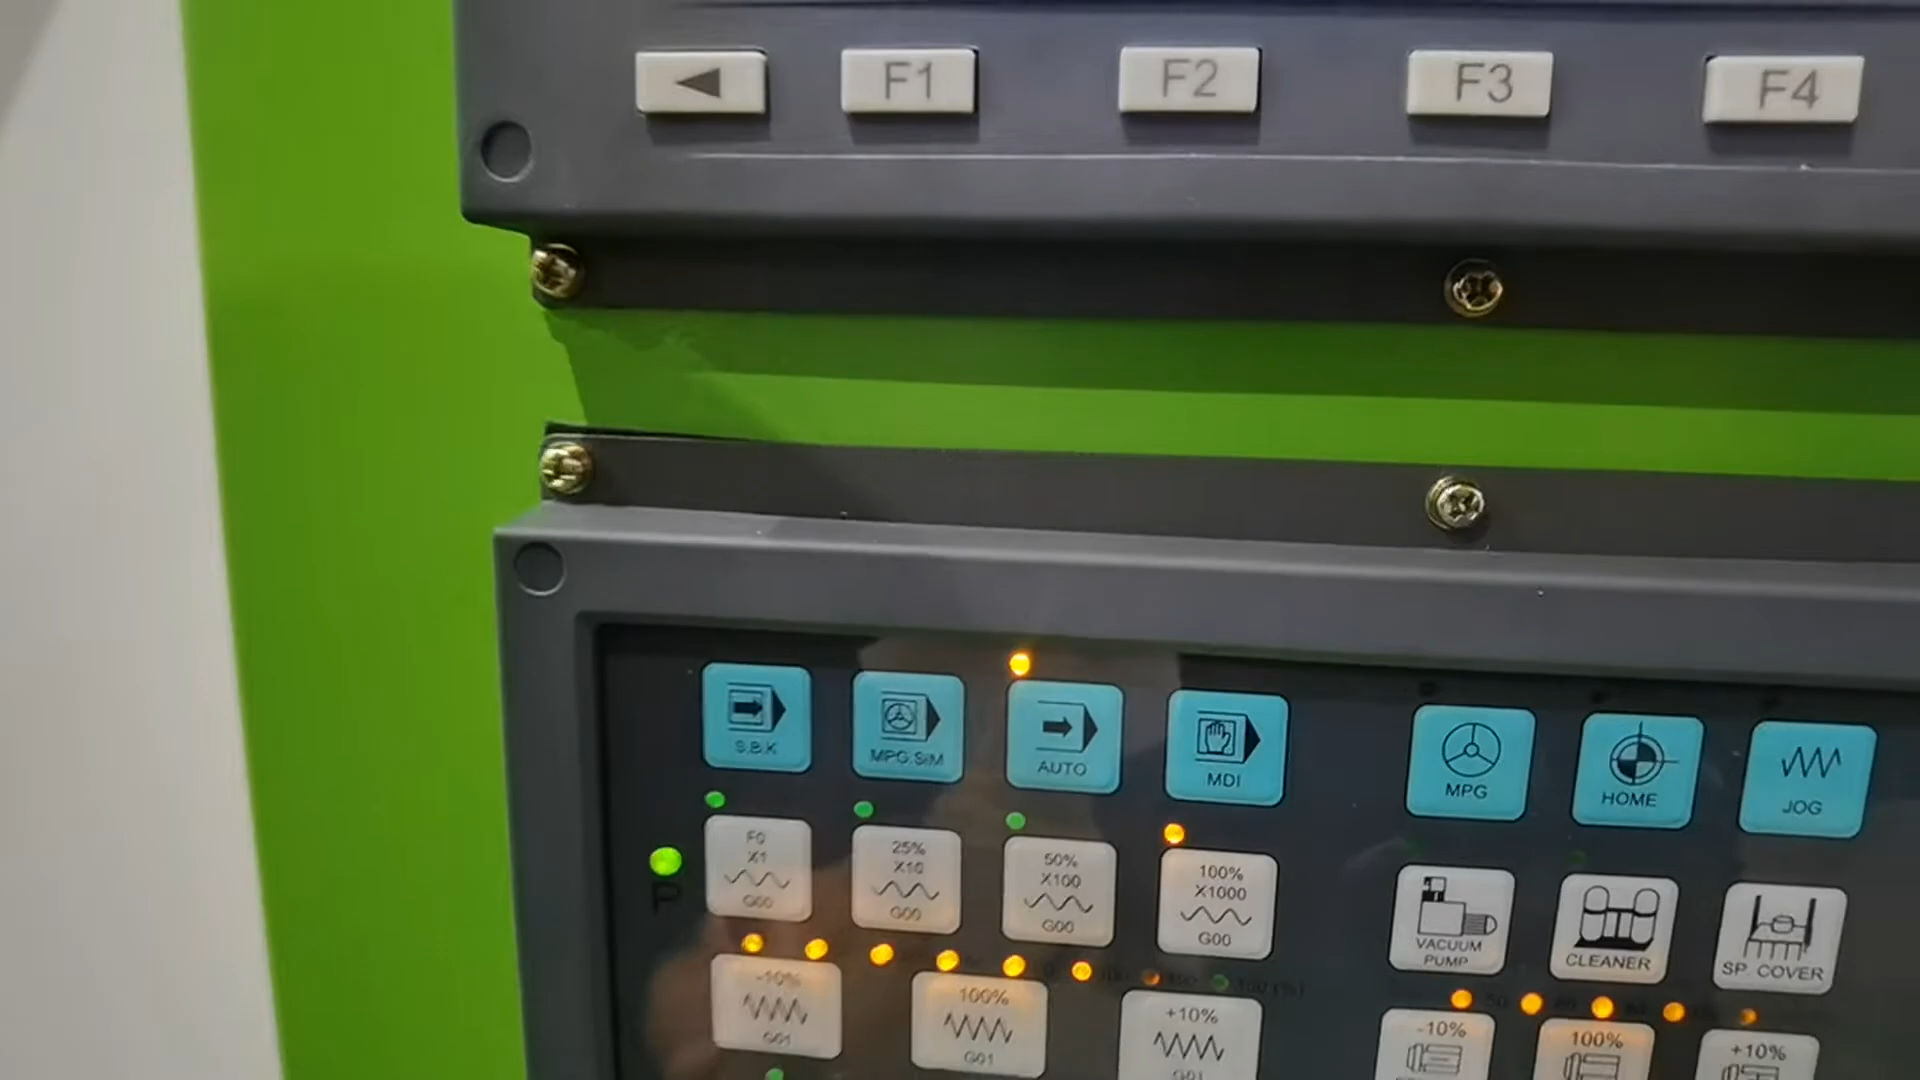 F1
F2
F3
F4
S.B.K
MPG.SIM
AUTO
MDI
MPG
HOME
JOG
P
F0
X1
G00
25%
X10
G00
50%
X100
G00
100%
X1000
G00
VACUUM
PUMP
CLEANER
SP. COVER
-10%
G01
100%
G01
+10%
G01
-10%
100%
+10%